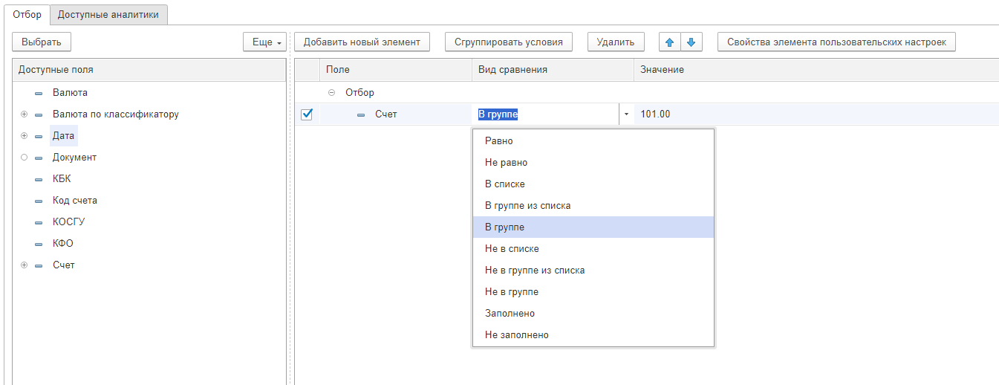 Отбор Доступные аналитики
Выбрать Еще Добавить новый элемент Сгруппировать условия Удалить Свойства элемента пользовательских настроек
Доступные поля
Валюта
Валюта по классификатору
Дата
Документ
КБК
Код счета
КОСГУ
КФО
Счет
Поле Вид сравнения Значение
Отбор
Счет В группе 101.00
Равно
Не равно
В списке
В группе из списка
В группе
Не в списке
Не в группе из списка
Не в группе
Заполнено
Не заполнено